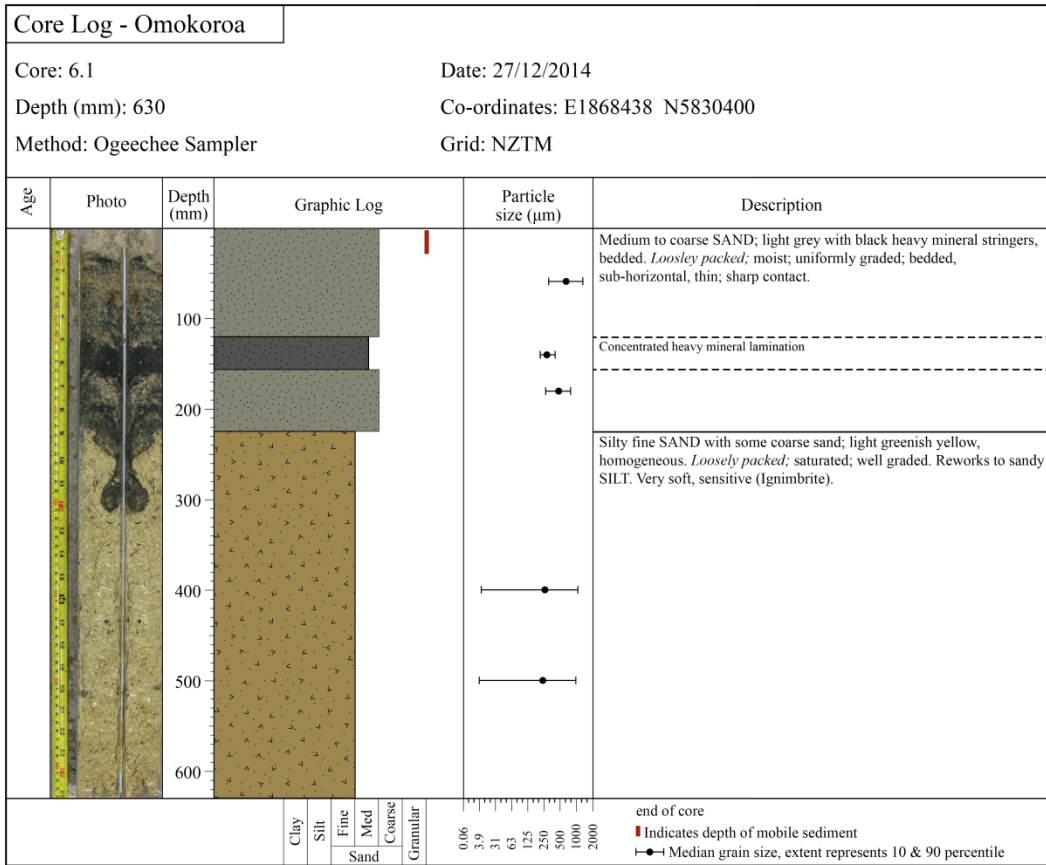 Core Log - Omokoroa
Core: 6.1
Date: 27/12/2014
Depth (mm): 630
Co-ordinates: E1868438 N5830400
Method: Ogeechee Sampler
Grid: NZTM
Age
Photo
Depth
(mm)
Graphic Log
Particle
size (μm)
Description
Medium to coarse SAND; light grey with black heavy mineral stringers,
bedded. Loosley packed; moist; uniformly graded; bedded,
sub-horizontal, thin; sharp contact.
100
Concentrated heavy mineral lamination
200
Silty fine SAND with some coarse sand; light greenish yellow,
homogeneous. Loosely packed; saturated; well graded. Reworks to sandy
SILT. Very soft, sensitive (Ignimbrite).
300
400
500
600
Clay
Silt
Fine
Med
Coarse
Granular
Sand
0.06
3.9
31
63
125
250
500
1000
2000
end of core
Indicates depth of mobile sediment
Median grain size, extent represents 10 & 90 percentile